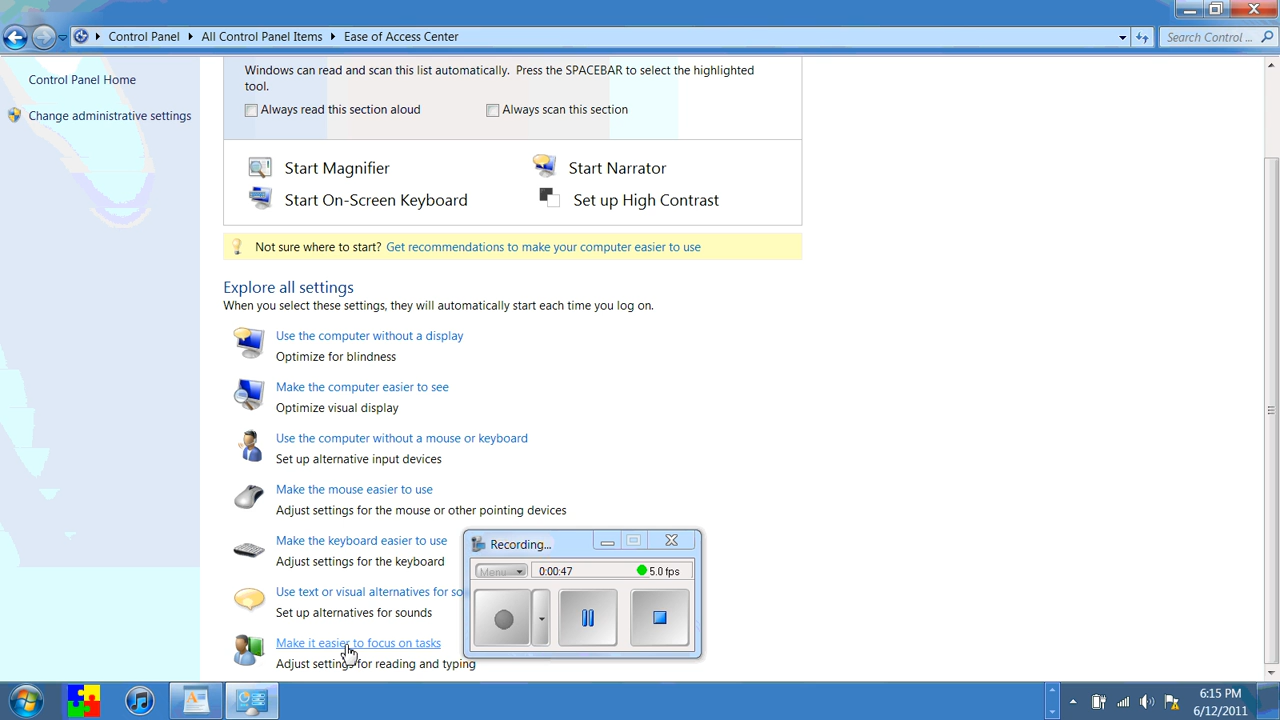 Control Panel All Control Panel Items Ease of Access Center
Search Control ...
Control Panel Home
Change administrative settings
Windows can read and scan this list automatically. Press the SPACEBAR to select the highlighted
tool.
Always read this section aloud Always scan this section
Start Magnifier Start Narrator
Start On-Screen Keyboard Set up High Contrast
Not sure where to start? Get recommendations to make your computer easier to use
Explore all settings
When you select these settings, they will automatically start each time you log on.
Use the computer without a display
Optimize for blindness
Make the computer easier to see
Optimize visual display
Use the computer without a mouse or keyboard
Set up alternative input devices
Make the mouse easier to use
Adjust settings for the mouse or other pointing devices
Make the keyboard easier to use
Adjust settings for the keyboard
Use text or visual alternatives for so
Set up alternatives for sounds
Make it easier to focus on tasks
Adjust settings for reading and typing
Recording...
Menu 0:00:47 5.0 fps
6:15 PM
6/12/2011